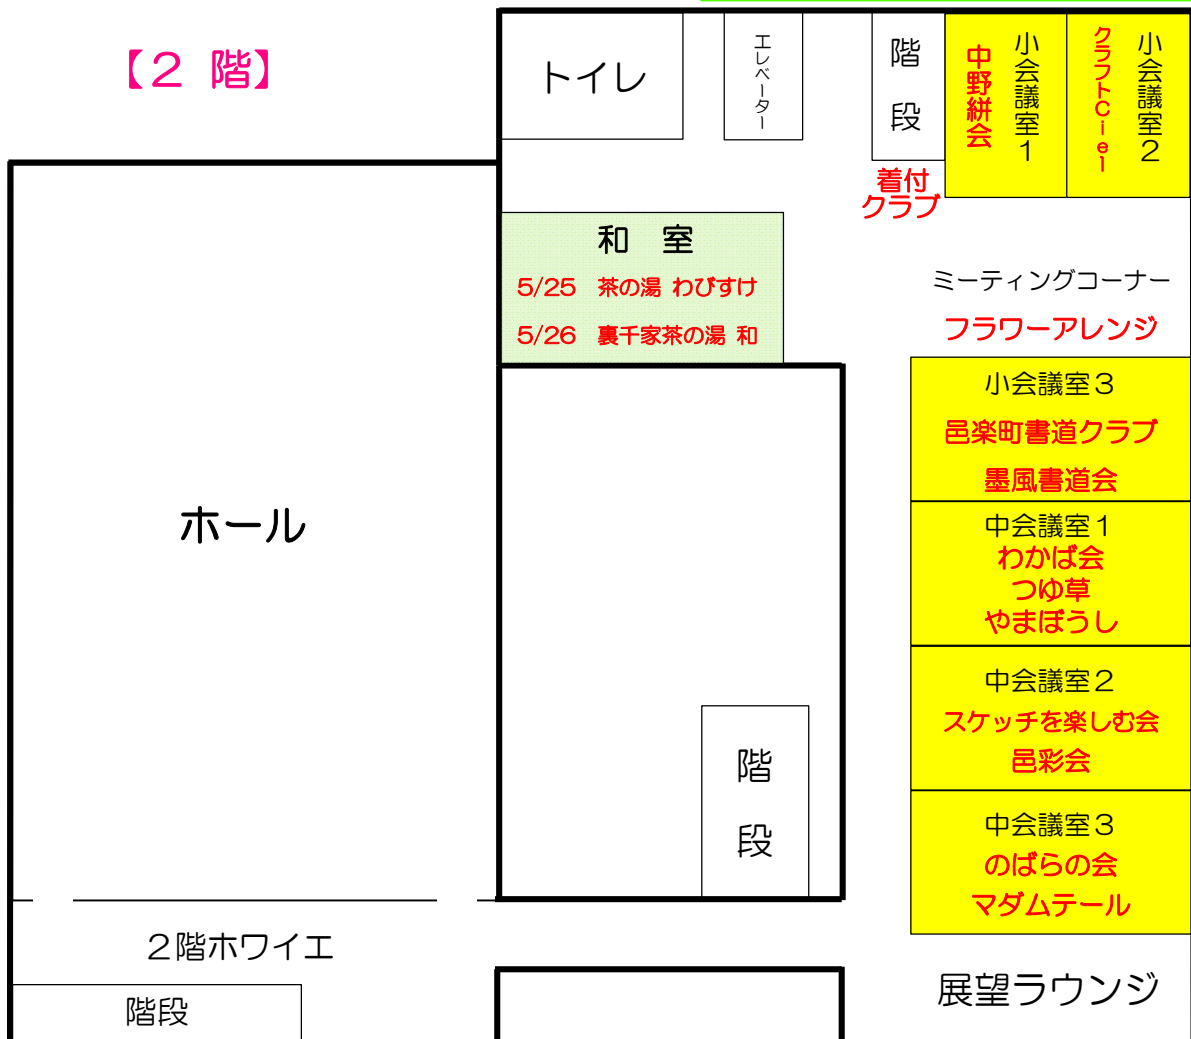 【２ 階】
トイレ
エレベーター
階段
中野絣会
小会議室１
クラフトCiel
小会議室２
着付
クラブ
和 室
5/25 茶の湯 わびすけ
5/26 裏千家茶の湯 和
ミーティングコーナー
フラワーアレンジ
小会議室３
邑楽町書道クラブ
墨風書道会
ホール
中会議室１
わかば会
つゆ草
やまぼうし
中会議室２
スケッチを楽しむ会
邑彩会
階段
中会議室３
のばらの会
マダムテール
２階ホワイエ
階段
展望ラウンジ